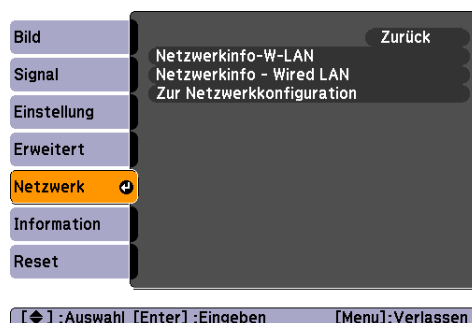 Bild
Signal
Einstellung
Erweitert
Netzwerk
Information
Reset
Zurück
Netzwerkinfo-W-LAN
Netzwerkinfo - Wired LAN
Zur Netzwerkkonfiguration
[◆] :Auswahl [Enter] :Eingeben [Menu]:Verlassen